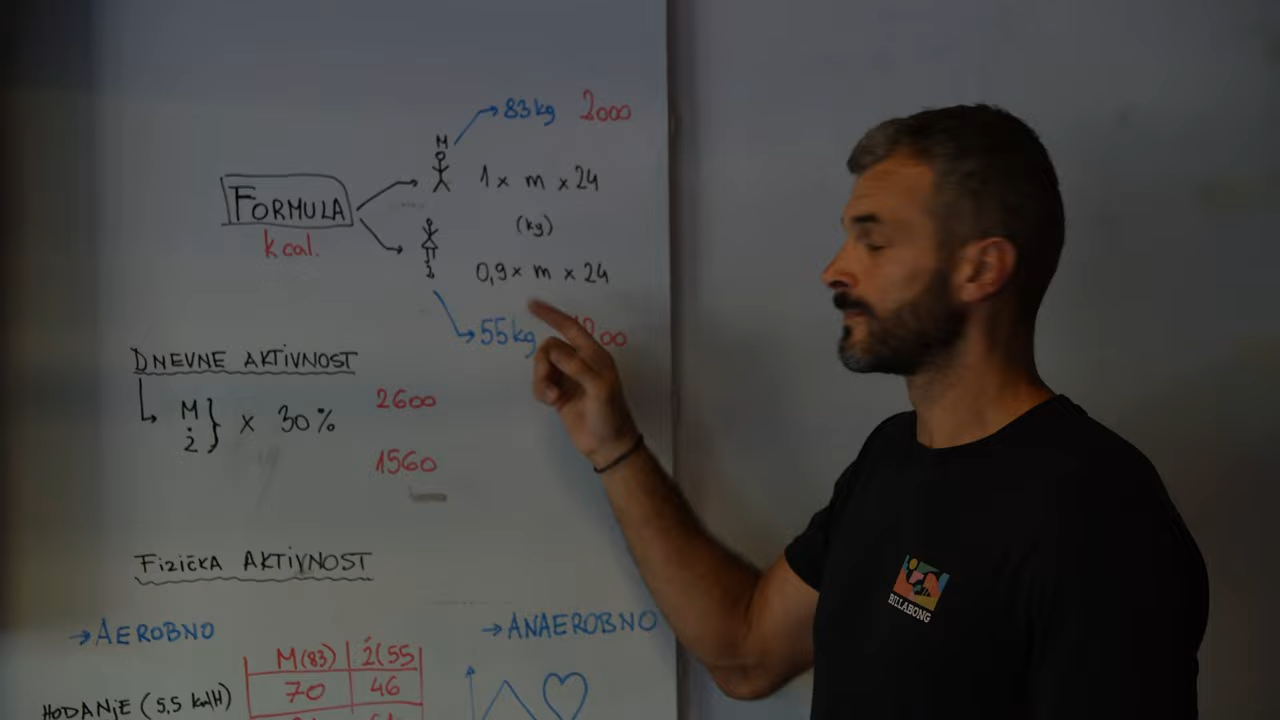 83kg 2000
M
1 x m x 24
FORMULA
(kg)
kcal.
0,9 x m x 24
Ž
55kg
DNEVNE AKTIVNOST
M
Ž } x 30%
2600
1560
FIZIČKA AKTIVNOST
→AEROBNO
→ANAEROBNO
M(83) Ž(55
HODANJE (5,5 km/H) 70 46
BILLABONG